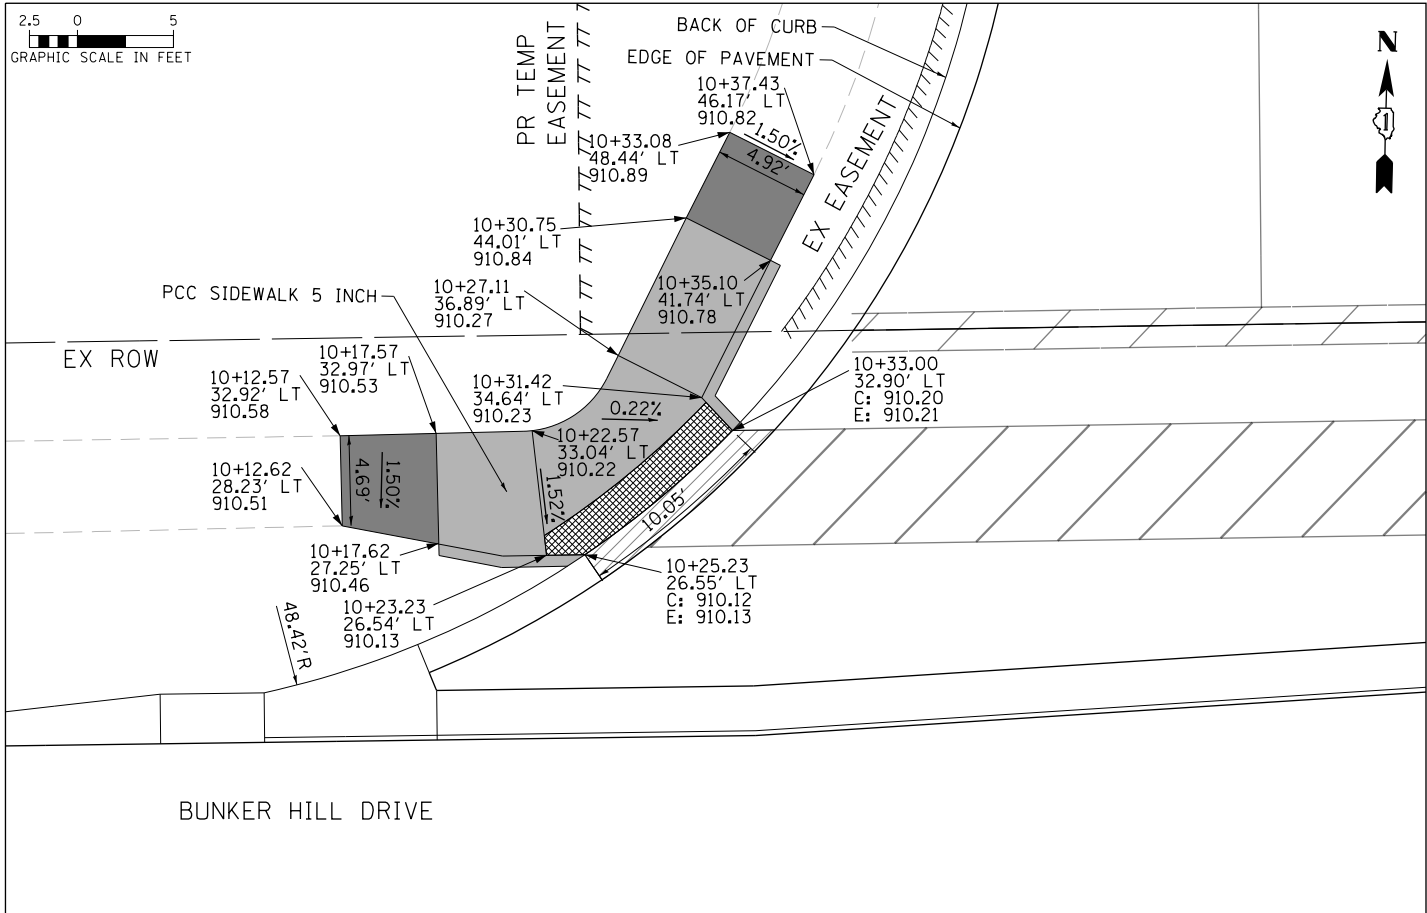 2.5 0 5
GRAPHIC SCALE IN FEET
PR TEMP
EASEMENT
BACK OF CURB
EDGE OF PAVEMENT
N
1
10+37.43
46.17' LT
910.82
1.50%
4.92'
10+33.08
48.44' LT
910.89
EX EASEMENT
10+30.75
44.01' LT
910.84
10+35.10
41.74' LT
910.78
PCC SIDEWALK 5 INCH
10+27.11
36.89' LT
910.27
EX ROW
10+17.57
32.97' LT
910.53
10+12.57
32.92' LT
910.58
10+31.42
34.64' LT
910.23
0.22%
10+33.00
32.90' LT
C: 910.20
E: 910.21
10+22.57
33.04' LT
910.22
4.69'
1.50%
1.52%
10+12.62
28.23' LT
910.51
10.05'
10+17.62
27.25' LT
910.46
10+25.23
26.55' LT
C: 910.12
E: 910.13
10+23.23
26.54' LT
910.13
48.42'R
BUNKER HILL DRIVE